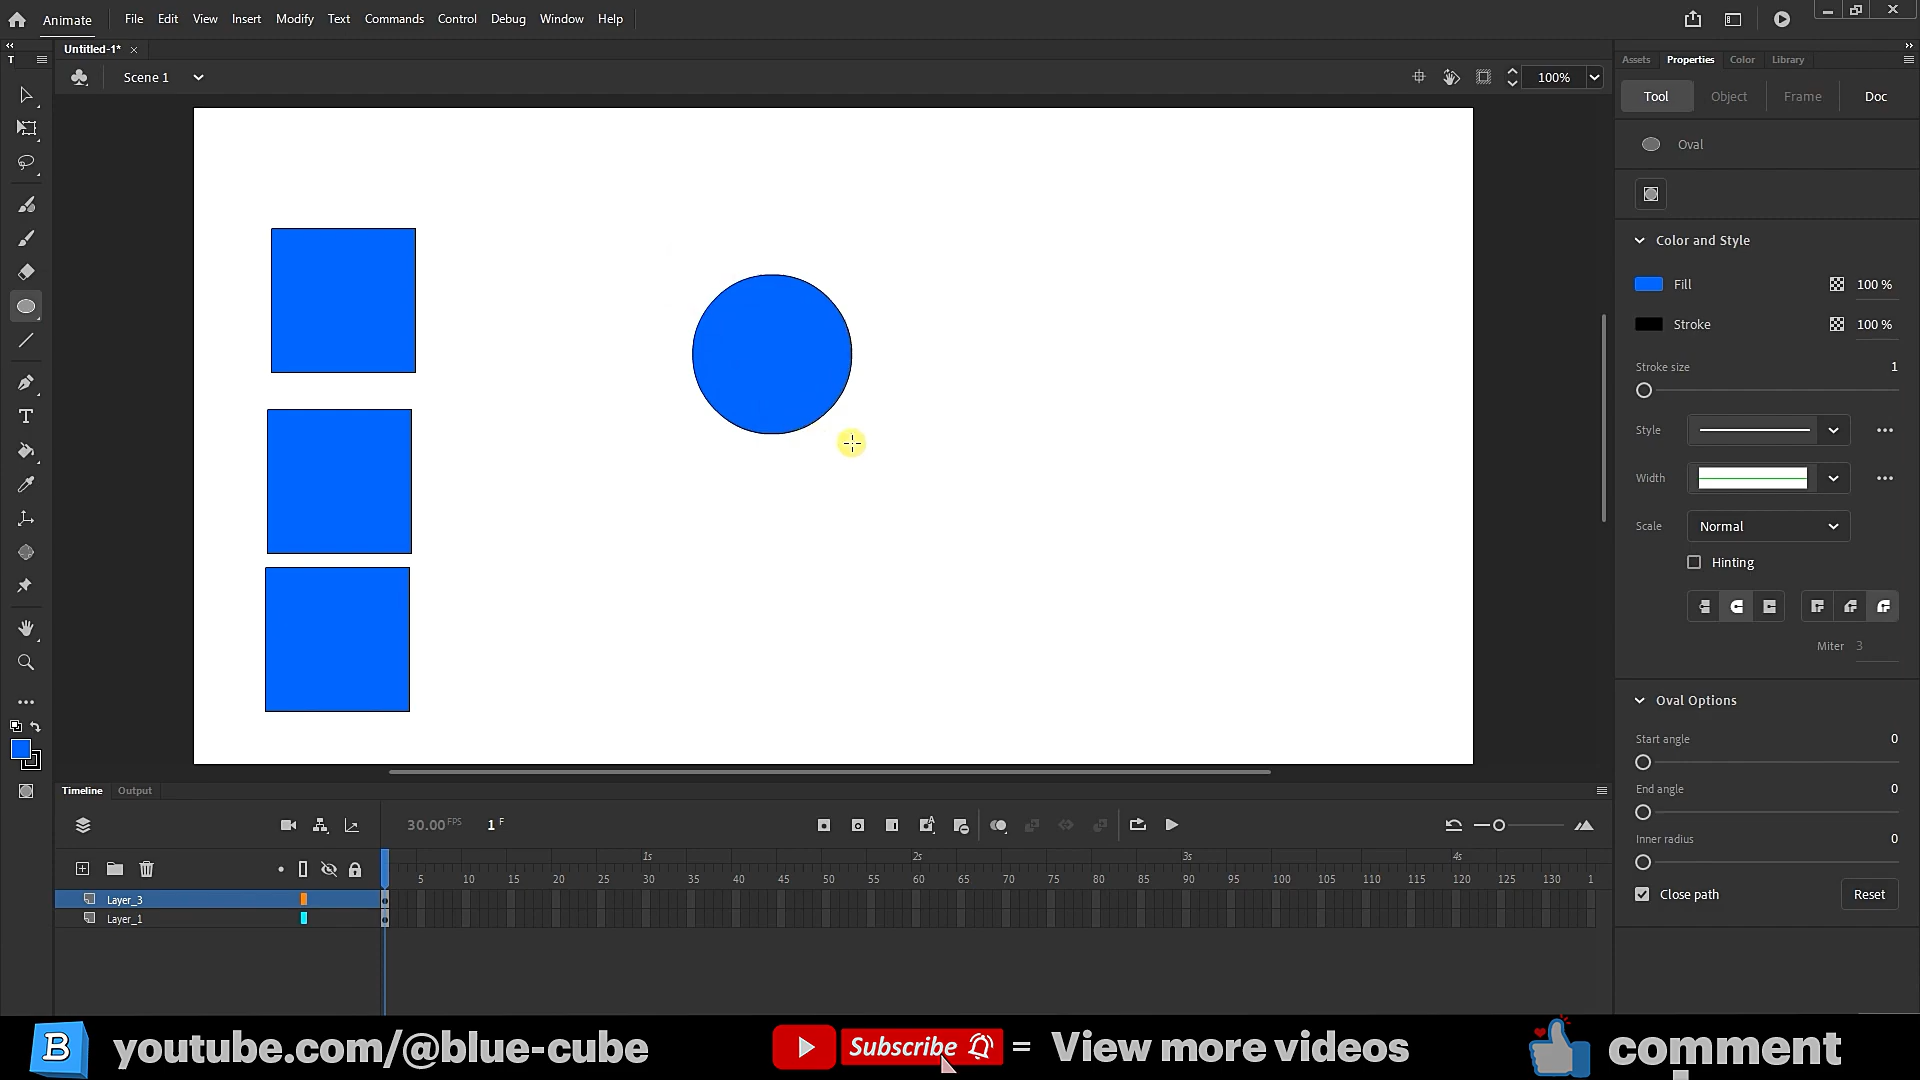 Animate File Edit View Insert Modify Text Commands Control Debug Window Help
Untitled-1* ×
T
Assets Properties Color Library
Scene 1
100%
Tool Object Frame Doc
Oval
Color and Style
Fill 100 %
Stroke 100 %
Stroke size 1
Style
Width
Scale Normal
Hinting
Miter 3
Oval Options
Start angle 0
End angle 0
Inner radius 0
Close path Reset
Timeline Output
30.00 FPS 1 F
1s 2s 3s 4s
5 10 15 20 25 30 35 40 45 50 55 60 65 70 75 80 85 90 95 100 105 110 115 120 125 130 1
Layer_3
Layer_1
B youtube.com/@blue-cube Subscribe = View more videos comment